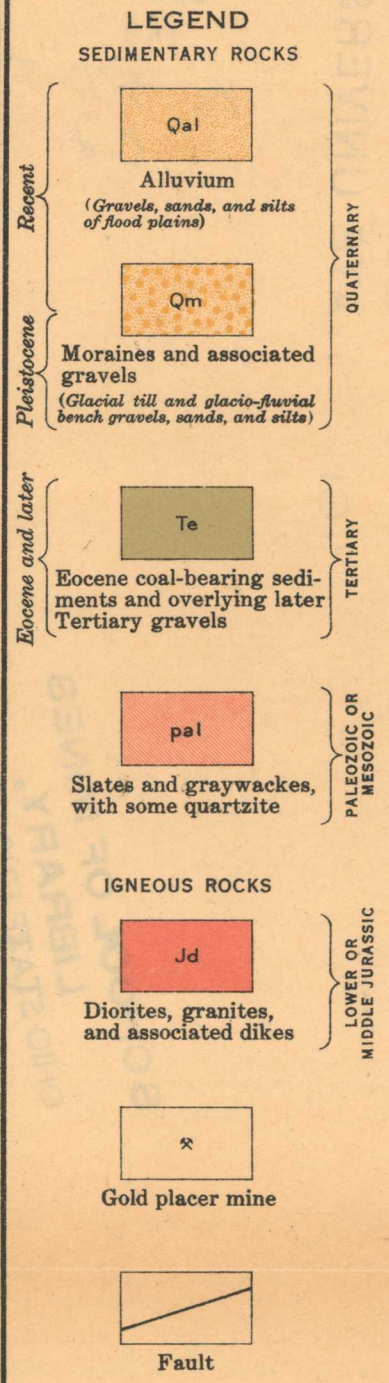 LEGEND
SEDIMENTARY ROCKS
Qal
Alluvium
(Gravels, sands, and silts
of flood plains)
Recent
Qm
Moraines and associated
gravels
(Glacial till and glacio-fluvial
bench gravels, sands, and silts)
Pleistocene
QUATERNARY
Te
Eocene coal-bearing sedi-
ments and overlying later
Tertiary gravels
Eocene and later
TERTIARY
pal
Slates and graywackes,
with some quartzite
PALEOZOIC OR
MESOZOIC
IGNEOUS ROCKS
Jd
Diorites, granites,
and associated dikes
LOWER OR
MIDDLE JURASSIC
Gold placer mine
Fault